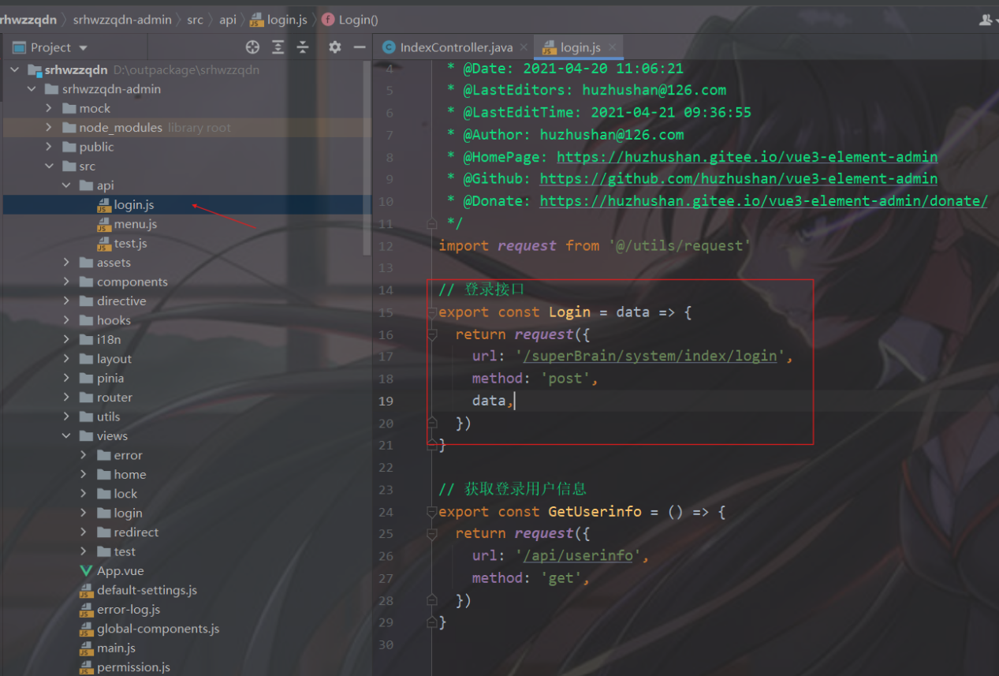 rhwzzqdn 〉 srhwzzqdn-admin 〉 src 〉 api 〉 login.js 〉 Login()
Project
IndexController.java
login.js
srhwzzqdn D:\outpackage\srhwzzqdn
srhwzzqdn-admin
mock
node_modules library root
public
src
api
login.js
menu.js
test.js
assets
components
directive
hooks
i18n
layout
pinia
router
utils
views
error
home
lock
login
redirect
test
App.vue
default-settings.js
error-log.js
global-components.js
main.js
permission.js
4 * @Date: 2021-04-20 11:06:21
5 * @LastEditors: huzhushan@126.com
6 * @LastEditTime: 2021-04-21 09:36:55
7 * @Author: huzhushan@126.com
8 * @HomePage: https://huzhushan.gitee.io/vue3-element-admin
9 * @Github: https://github.com/huzhushan/vue3-element-admin
10 * @Donate: https://huzhushan.gitee.io/vue3-element-admin/donate/
11 */
12 import request from '@/utils/request'
13
14 // 登录接口
15 export const Login = data => {
16 return request({
17 url: '/superBrain/system/index/login',
18 method: 'post',
19 data,
20 })
21 }
22
23 // 获取登录用户信息
24 export const GetUserinfo = () => {
25 return request({
26 url: '/api/userinfo',
27 method: 'get',
28 })
29 }
30